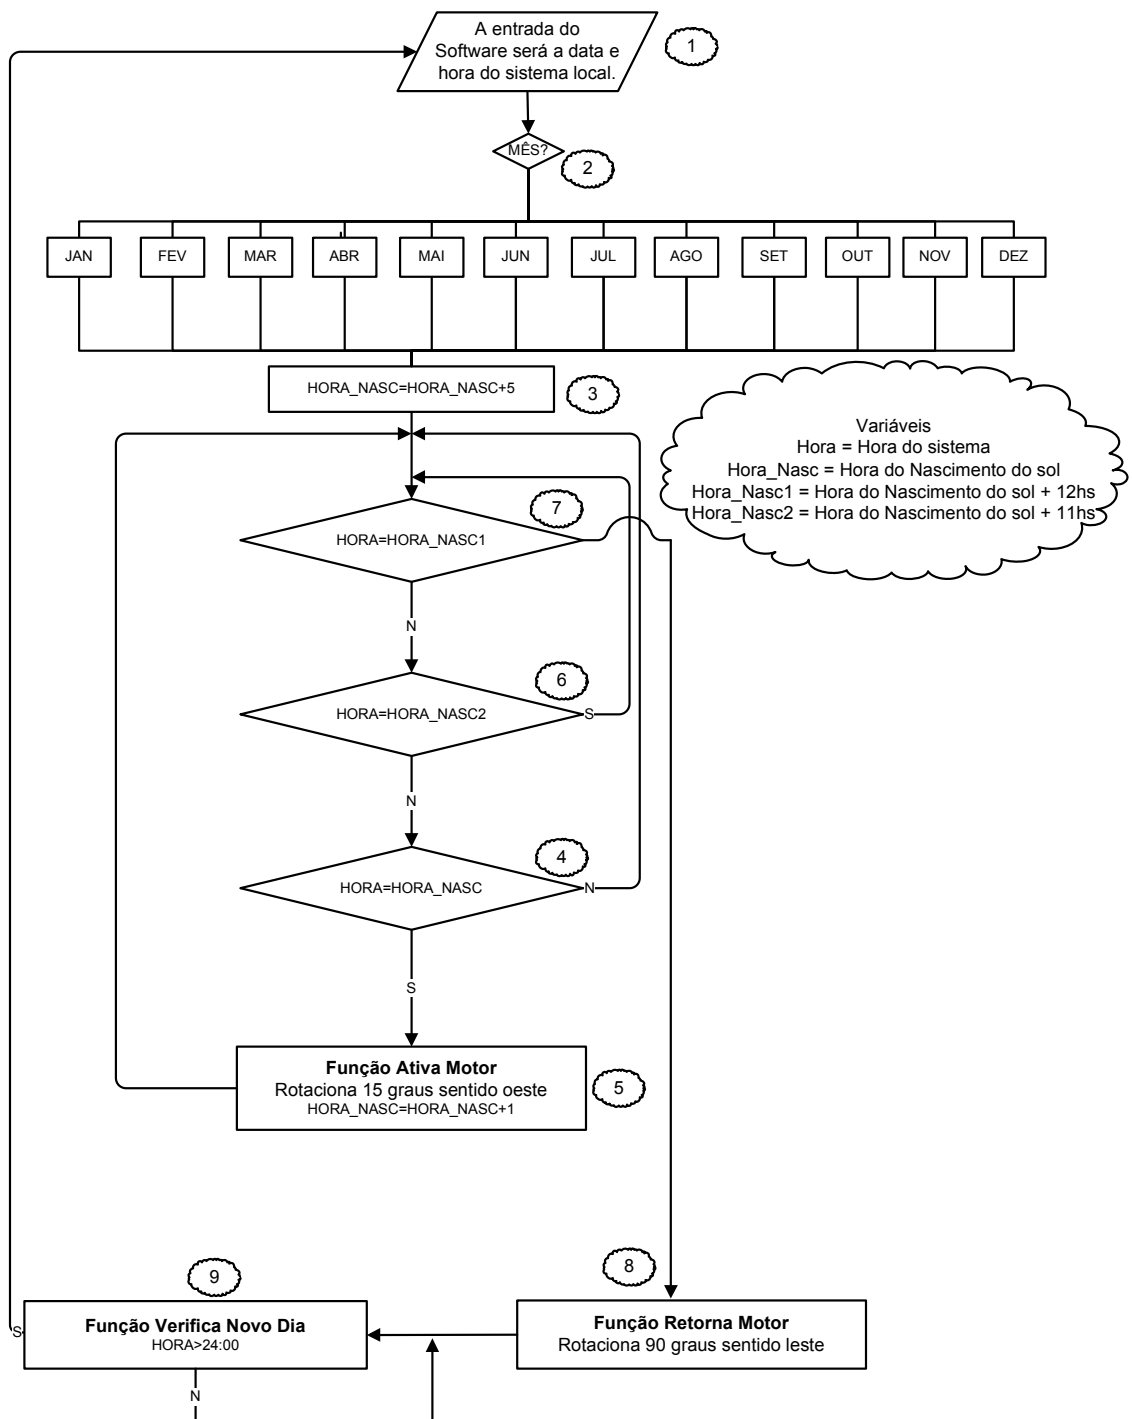 A entrada do
Software será a data e
hora do sistema local.
1
MÊS?
2
JAN
FEV
MAR
ABR
MAI
JUN
JUL
AGO
SET
OUT
NOV
DEZ
HORA_NASC=HORA_NASC+5
3
Variáveis
Hora = Hora do sistema
Hora_Nasc = Hora do Nascimento do sol
Hora_Nasc1 = Hora do Nascimento do sol + 12hs
Hora_Nasc2 = Hora do Nascimento do sol + 11hs
7
HORA=HORA_NASC1
N
6
HORA=HORA_NASC2
S
N
4
HORA=HORA_NASC
N
S
Função Ativa Motor
Rotaciona 15 graus sentido oeste
HORA_NASC=HORA_NASC+1
5
9
8
S
Função Verifica Novo Dia
HORA>24:00
Função Retorna Motor
Rotaciona 90 graus sentido leste
N